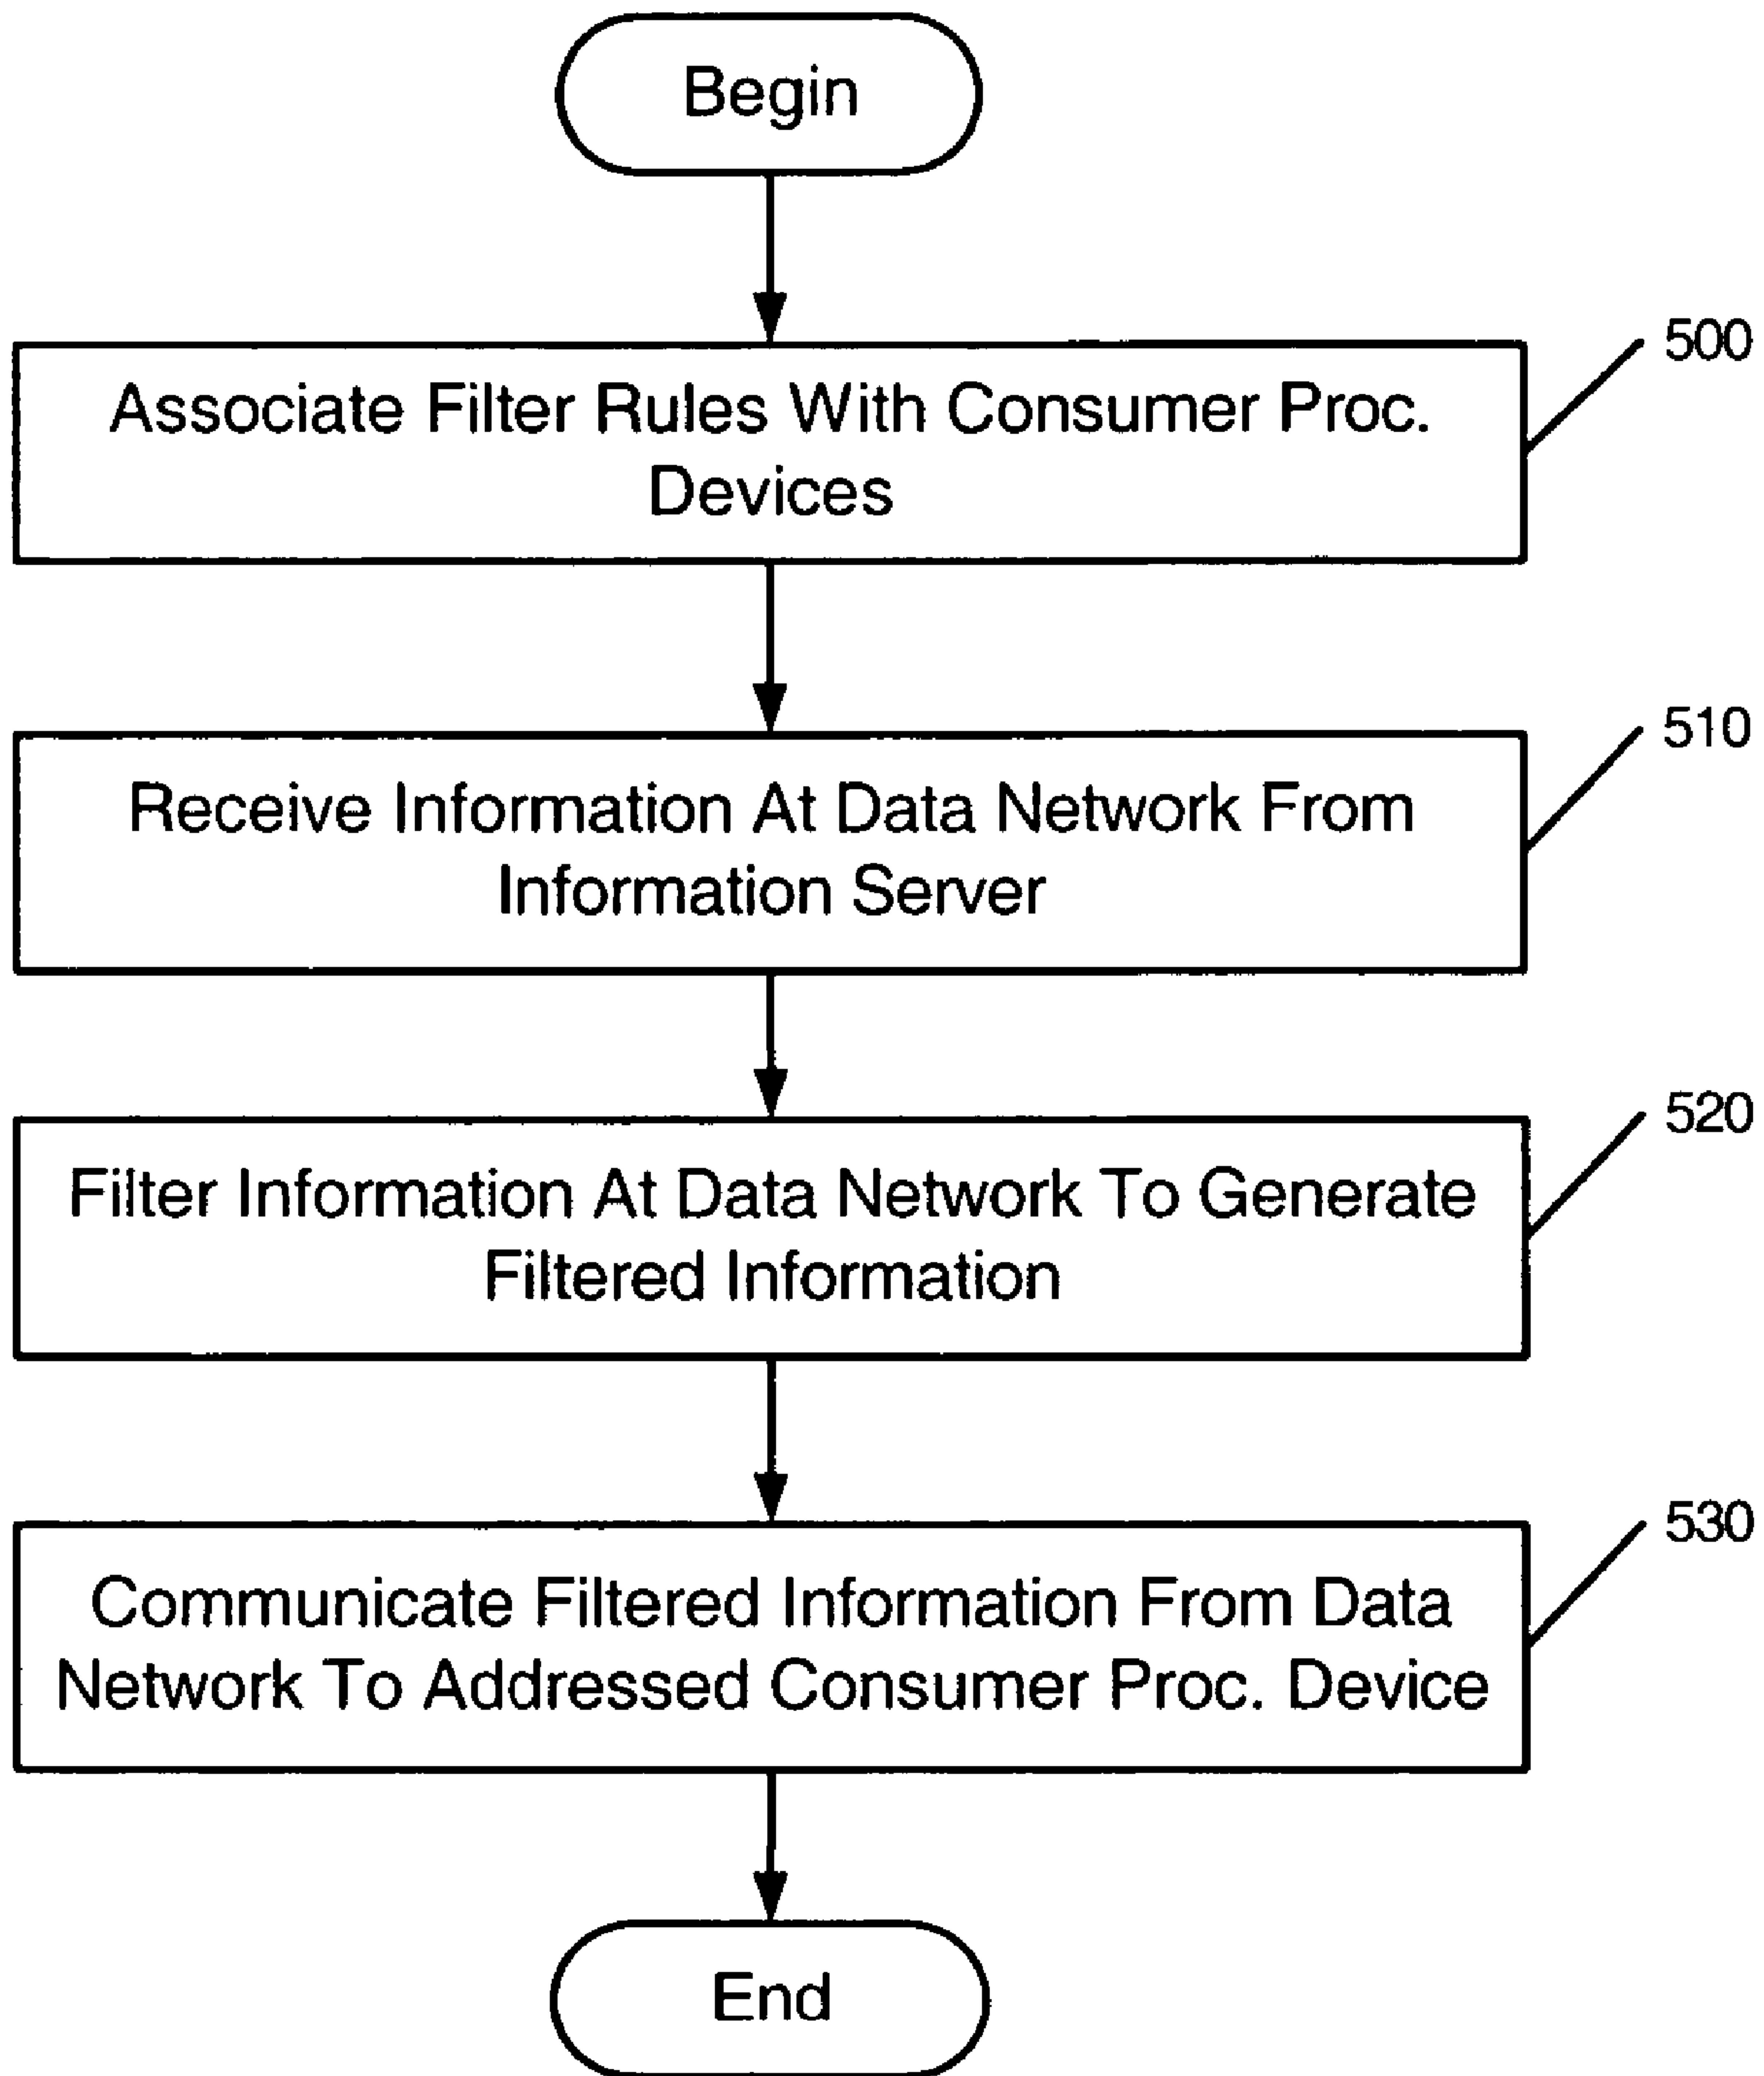 Begin
500
Associate Filter Rules With Consumer Proc.
Devices
510
Receive Information At Data Network From
Information Server
520
Filter Information At Data Network To Generate
Filtered Information
530
Communicate Filtered Information From Data
Network To Addressed Consumer Proc. Device
End